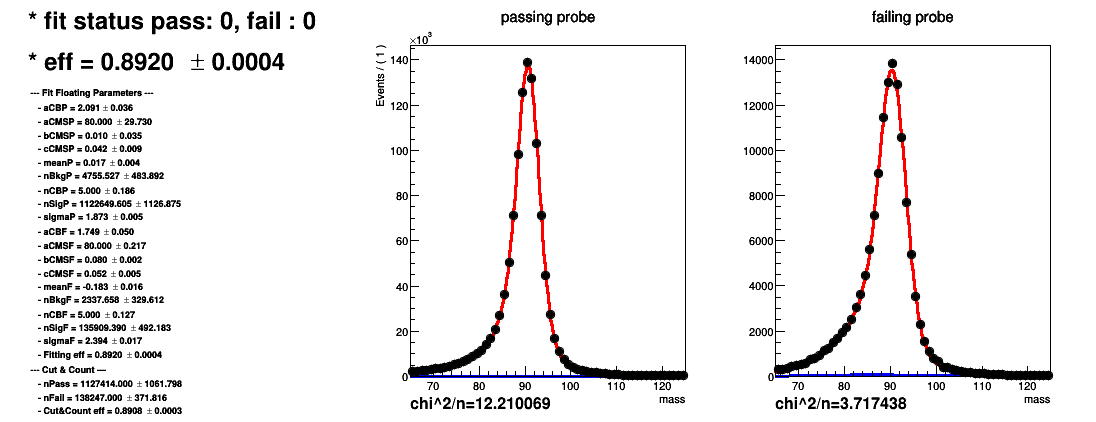 * fit status pass: 0, fail : 0
* eff = 0.8920 ± 0.0004
--- Fit Floating Parameters ---
- aCBP = 2.091 ± 0.036
- aCMSP = 80.000 ± 29.730
- bCMSP = 0.010 ± 0.035
- cCMSP = 0.042 ± 0.009
- meanP = 0.017 ± 0.004
- nBkgP = 4755.527 ± 483.892
- nCBP = 5.000 ± 0.186
- nSigP = 1122649.605 ± 1126.875
- sigmaP = 1.873 ± 0.005
- aCBF = 1.749 ± 0.050
- aCMSF = 80.000 ± 0.217
- bCMSF = 0.080 ± 0.002
- cCMSF = 0.052 ± 0.005
- meanF = -0.183 ± 0.016
- nBkgF = 2337.658 ± 329.612
- nCBF = 5.000 ± 0.127
- nSigF = 135909.390 ± 492.183
- sigmaF = 2.394 ± 0.017
- Fitting eff = 0.8920 ± 0.0004
--- Cut & Count ---
- nPass = 1127414.000 ± 1061.798
- nFail = 138247.000 ± 371.816
- Cut&Count eff = 0.8908 ± 0.0003
passing probe
×10³
Events / ( 1 )
140
120
100
80
60
40
20
0
70 80 90 100 110 120
mass
chi^2/n=12.210069
failing probe
14000
12000
10000
8000
6000
4000
2000
0
70 80 90 100 110 120
mass
chi^2/n=3.717438